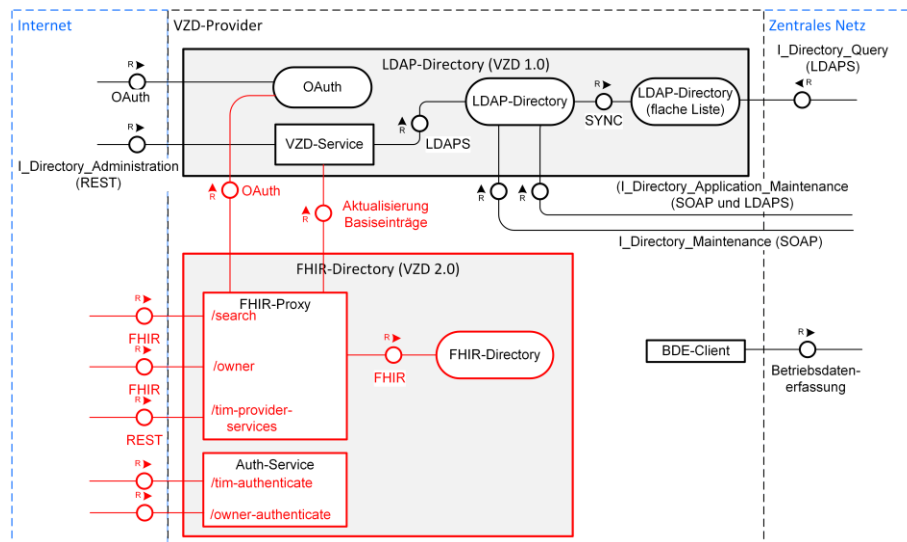 Internet
VZD-Provider
Zentrales Netz
LDAP-Directory (VZD 1.0)
I_Directory_Query
(LDAPS)
R
OAuth
OAuth
LDAP-Directory
R
SYNC
LDAP-Directory
(flache Liste)
R
R
I_Directory_Administration
(REST)
VZD-Service
R
LDAPS
R
OAuth
R
Aktualisierung
Basiseinträge
R
R
(I_Directory_Application_Maintenance
(SOAP und LDAPS)
I_Directory_Maintenance (SOAP)
FHIR-Directory (VZD 2.0)
FHIR-Proxy
R
FHIR
/search
R
FHIR
/owner
R
REST
/tim-provider-
services
R
FHIR
FHIR-Directory
BDE-Client
R
Betriebsdaten-
erfassung
Auth-Service
R
/tim-authenticate
R
/owner-authenticate